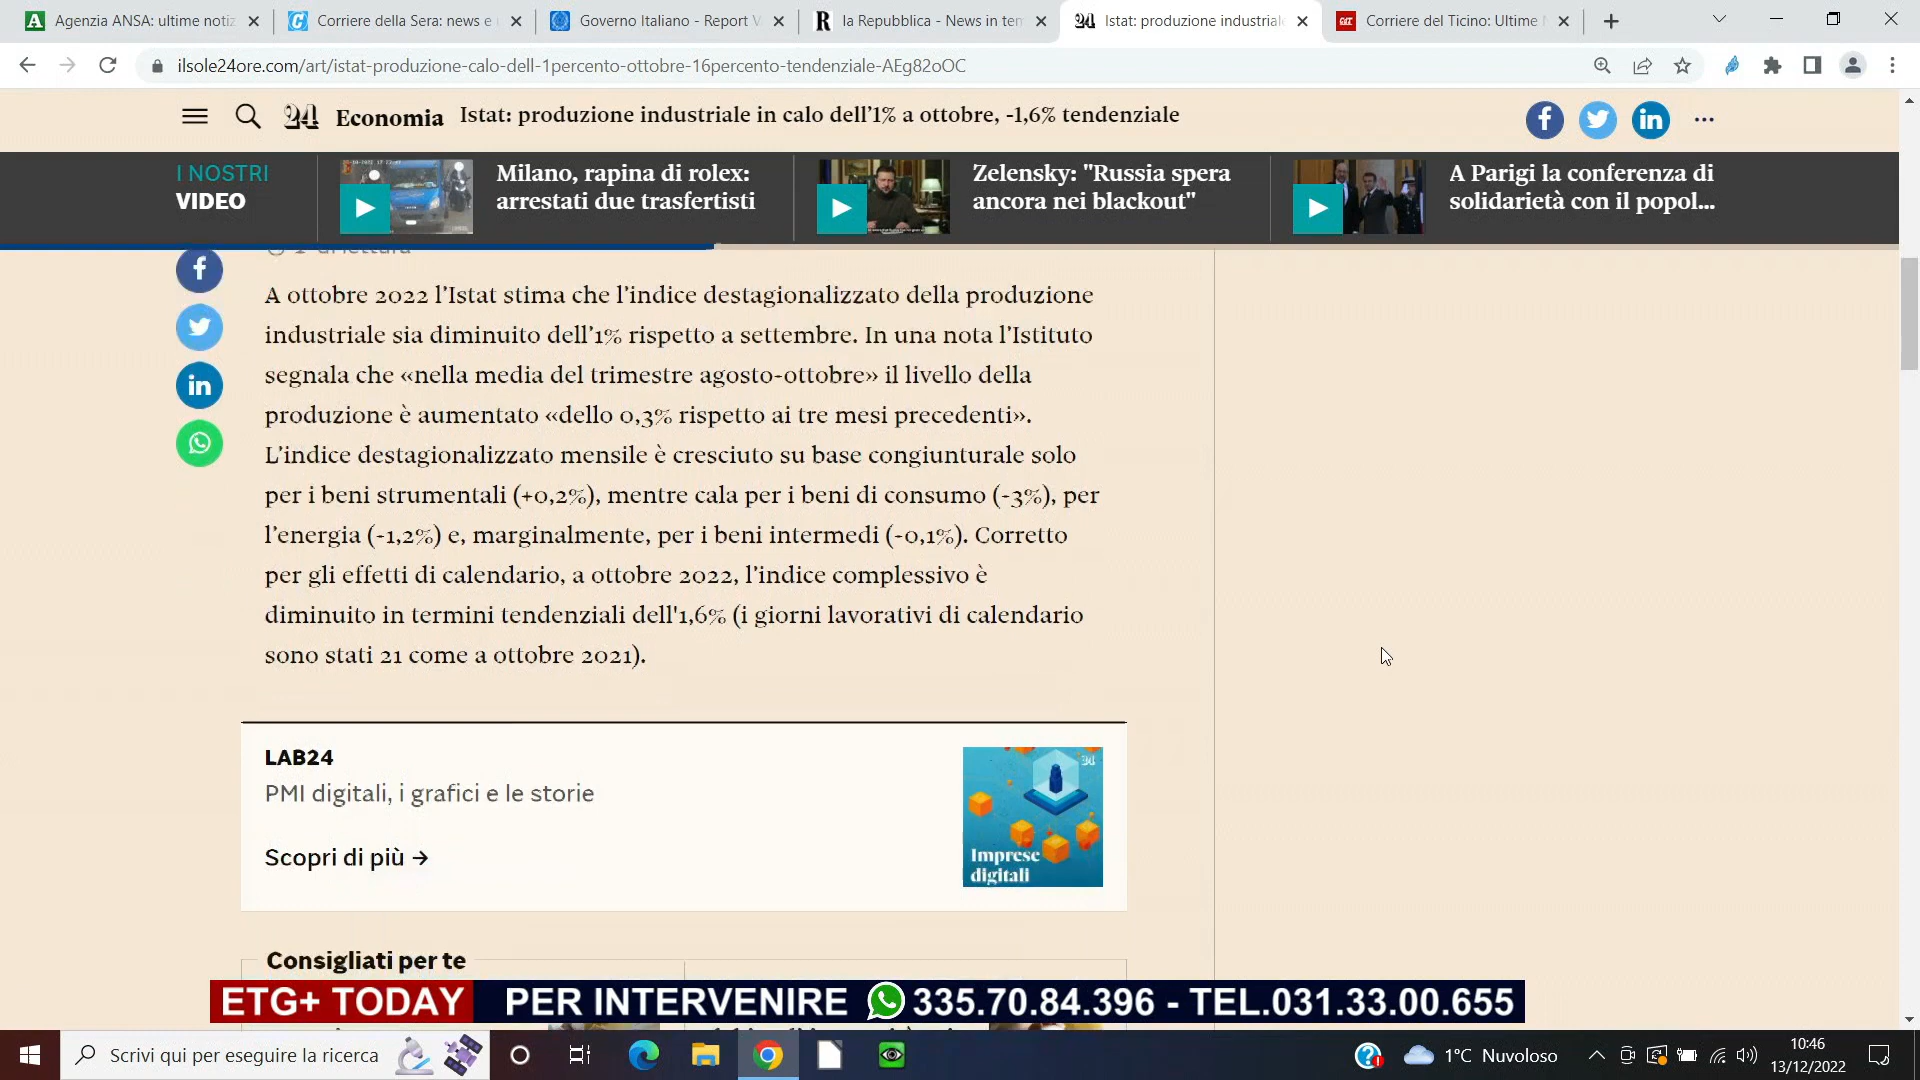 Agenzia ANSA: ultime notiz
Corriere della Sera: news e
Governo Italiano - Report V
la Repubblica - News in tem
Istat: produzione industriale
Corriere del Ticino: Ultime
ilsole24ore.com/art/istat-produzione-calo-dell-1percento-ottobre-16percento-tendenziale-AEg82oOC
24 Economia Istat: produzione industriale in calo dell'1% a ottobre, -1,6% tendenziale
I NOSTRI
VIDEO
Milano, rapina di rolex:
arrestati due trasfertisti
Zelensky: "Russia spera
ancora nei blackout"
A Parigi la conferenza di
solidarietà con il popol...
A ottobre 2022 l'Istat stima che l'indice destagionalizzato della produzione
industriale sia diminuito dell'1% rispetto a settembre. In una nota l'Istituto
segnala che «nella media del trimestre agosto-ottobre» il livello della
produzione è aumentato «dello 0,3% rispetto ai tre mesi precedenti».
L'indice destagionalizzato mensile è cresciuto su base congiunturale solo
per i beni strumentali (+0,2%), mentre cala per i beni di consumo (-3%), per
l'energia (-1,2%) e, marginalmente, per i beni intermedi (-0,1%). Corretto
per gli effetti di calendario, a ottobre 2022, l'indice complessivo è
diminuito in termini tendenziali dell'1,6% (i giorni lavorativi di calendario
sono stati 21 come a ottobre 2021).
LAB24
PMI digitali, i grafici e le storie
Scopri di più →
24
Imprese
digitali
Consigliati per te
ETG+ TODAY PER INTERVENIRE 335.70.84.396 - TEL.031.33.00.655
Scrivi qui per eseguire la ricerca
1°C Nuvoloso
10:46
13/12/2022